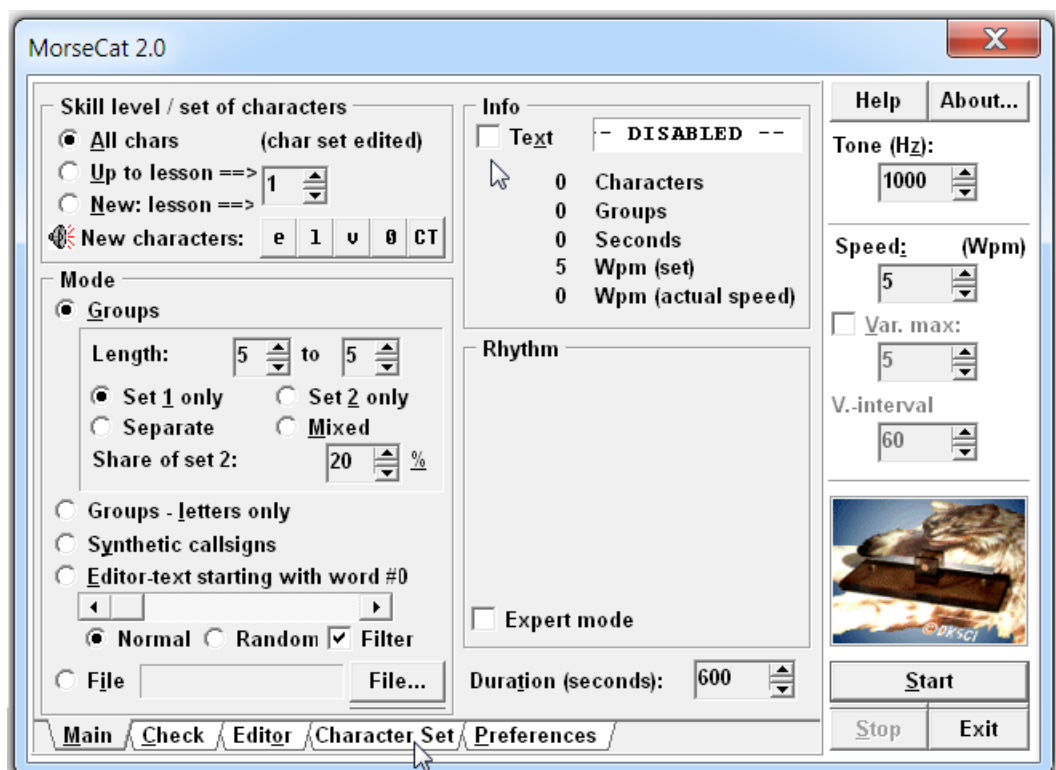 MorseCat 2.0
Skill level / set of characters
All chars (char set edited)
Up to lesson ==> 1
New: lesson ==>
New characters: e l v 0 CT
Mode
Groups
Length: 5 to 5
Set 1 only Set 2 only
Separate Mixed
Share of set 2: 20 %
Groups - letters only
Synthetic callsigns
Editor-text starting with word #0
Normal Random Filter
File File...
Info
Text -- DISABLED --
0 Characters
0 Groups
0 Seconds
5 Wpm (set)
0 Wpm (actual speed)
Rhythm
Expert mode
Duration (seconds): 600
Help About...
Tone (Hz):
1000
Speed: (Wpm)
5
Var. max:
5
V.-interval
60
©DK5CI
Start
Stop Exit
Main Check Editor Character Set Preferences